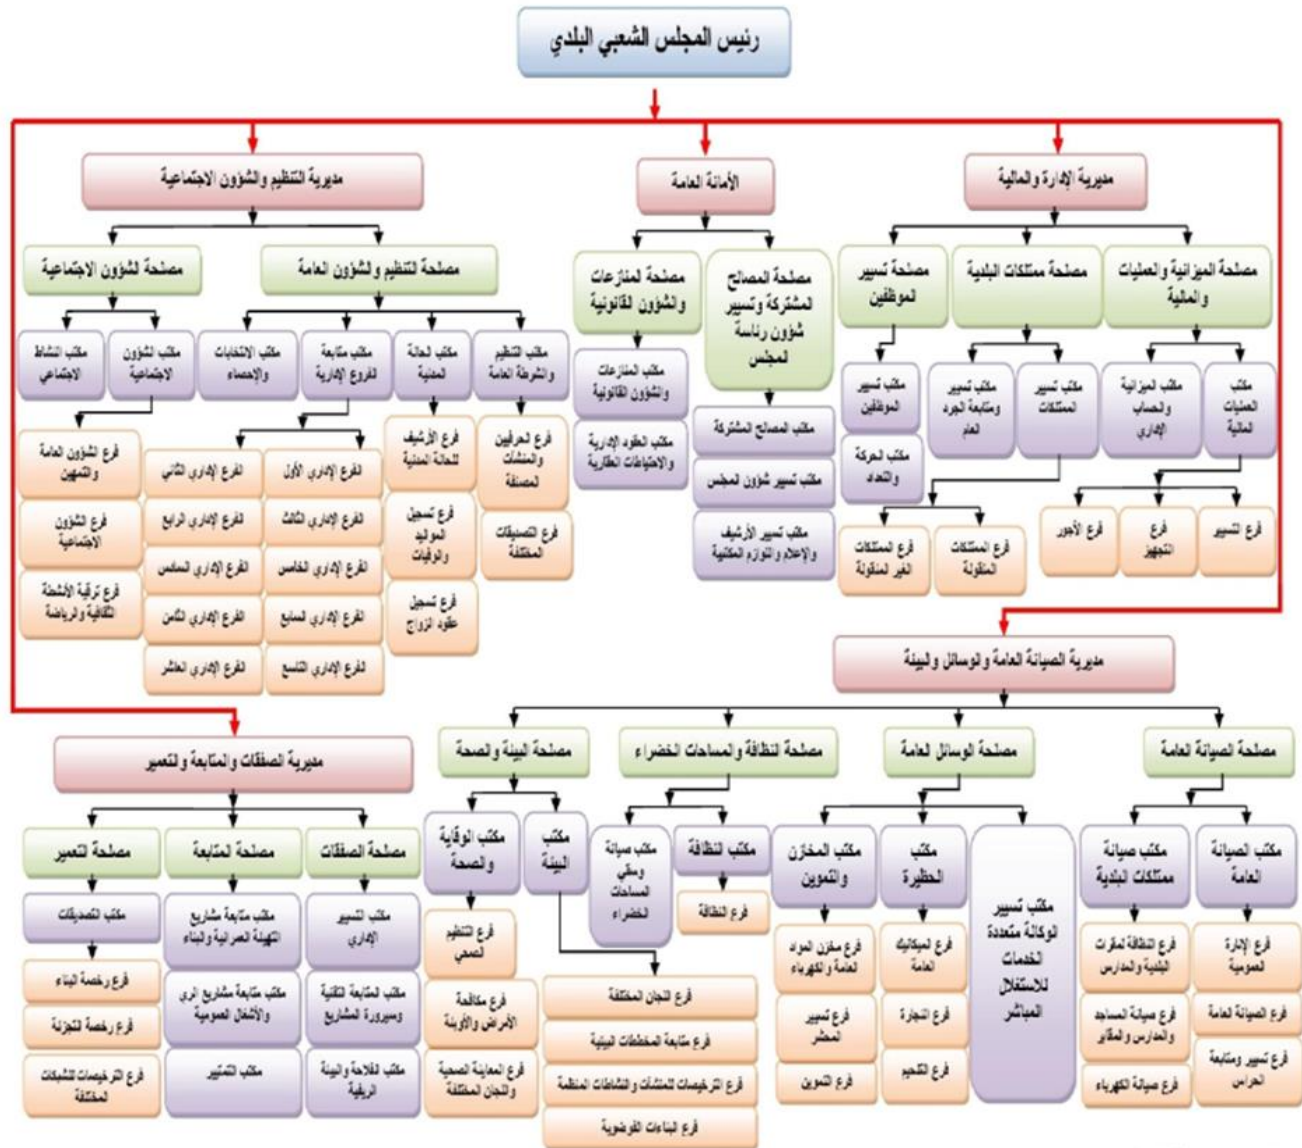 رئيس المجلس الشعبي البلدي
مديرية الإدارة والمالية
الأمانة العامة
مديرية التنظيم والشؤون الاجتماعية
مصلحة الميزانية والعمليات
والمالية
مصلحة ممتلكات البلدية
مصلحة تسيير
الموظفين
مصلحة المصالح
المشتركة وتسيير
شؤون رئاسة
المجلس
مصلحة المنازعات
والشؤون القانونية
مصلحة التنظيم والشؤون العامة
مصلحة الشؤون الاجتماعية
مكتب
العمليات
المالية
مكتب الميزانية
والحساب
الإداري
مكتب تسيير
الممتلكات
مكتب تسيير
ومتابعة الجرد
العام
مكتب تسيير
الموظفين
مكتب الحركة
والتعداد
فرع التسيير
فرع
التجهيز
فرع الأجور
فرع الممتلكات
المنقولة
فرع الممتلكات
الغير المنقولة
مكتب المصالح المشتركة
مكتب تسيير شؤون المجلس
مكتب تسيير الأرشيف
والإعلام واللوازم المكتبية
مكتب المنازعات
والشؤون القانونية
مكتب العقود الإدارية
والاحتياطات العقارية
مكتب التنظيم
والشرطة العامة
مكتب الحالة
المدنية
مكتب متابعة
الفروع الإدارية
مكتب الانتخابات
والإحصاء
مكتب الشؤون
الاجتماعية
مكتب النشاط
الاجتماعي
فرع الحرفيين
والمنشآت
المصنفة
فرع التصديقات
المختلفة
فرع الأرشيف
للحالة المدنية
فرع تسجيل
المواليد
والوفيات
فرع تسجيل
عقود الزواج
الفرع الإداري الأول
الفرع الإداري الثاني
الفرع الإداري الثالث
الفرع الإداري الرابع
الفرع الإداري الخامس
الفرع الإداري السادس
الفرع الإداري السابع
الفرع الإداري الثامن
الفرع الإداري التاسع
الفرع الإداري العاشر
فرع الشؤون العامة
والتمهين
فرع الشؤون
الاجتماعية
فرع ترقية الأنشطة
الثقافية والرياضة
مديرية الصيانة العامة والوسائل والبيئة
مصلحة الصيانة العامة
مصلحة الوسائل العامة
مصلحة النظافة والمساحات الخضراء
مصلحة البيئة والصحة
مكتب الصيانة
العامة
مكتب صيانة
ممتلكات البلدية
مكتب تسيير
الوكالة متعددة
الخدمات
للاستغلال
المباشر
مكتب
الحظيرة
مكتب المخازن
والتموين
مكتب النظافة
مكتب صيانة
وسقي
المساحات
الخضراء
مكتب
البيئة
مكتب الوقاية
والصحة
فرع الإدارة
العمومية
فرع الصيانة العامة
فرع تسيير ومتابعة
الحراس
فرع النظافة لمقرات
البلدية والمدارس
فرع صيانة المساجد
والمدارس والمقابر
فرع صيانة الكهرباء
فرع الميكانيك
العامة
فرع النجارة
فرع التلحيم
فرع مخزن المواد
العامة والكهرباء
فرع تسيير
المحشر
فرع التموين
فرع النظافة
فرع اللجان المختلفة
فرع متابعة المخططات البيئية
فرع الترخيصات للمنشآت والنشاطات المنظمة
فرع البناءات الفوضوية
فرع التنظيم
الصحي
فرع مكافحة
الأمراض والأوبئة
فرع المعاينة الصحية
واللجان المختلفة
مديرية الصفقات والمتابعة والتعمير
مصلحة الصفقات
مصلحة المتابعة
مصلحة التعمير
مكتب التسيير
الإداري
مكتب المتابعة التقنية
وسيرورة المشاريع
مكتب الفلاحة والبيئة
الريفية
مكتب متابعة مشاريع
التهيئة العمرانية والبناء
مكتب متابعة مشاريع الري
والأشغال العمومية
مكتب التمتير
مكتب التصديقات
فرع رخصة البناء
فرع رخصة التجزئة
فرع الترخيصات للشبكات
المختلفة